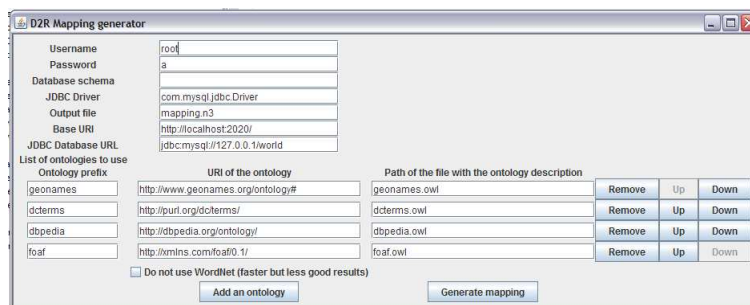 D2R Mapping generator
Username root
Password a
Database schema
JDBC Driver com.mysql.jdbc.Driver
Output file mapping.n3
Base URI http://localhost:2020/
JDBC Database URL jdbc:mysql://127.0.0.1/world
List of ontologies to use
Ontology prefix URI of the ontology Path of the file with the ontology description
geonames http://www.geonames.org/ontology# geonames.owl Remove Up Down
dcterms http://purl.org/dc/terms/ dcterms.owl Remove Up Down
dbpedia http://dbpedia.org/ontology/ dbpedia.owl Remove Up Down
foaf http://xmlns.com/foaf/0.1/ foaf.owl Remove Up Down
Do not use WordNet (faster but less good results)
Add an ontology Generate mapping